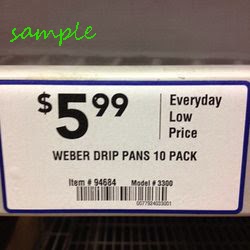 sample
$5.99
Everyday
Low
Price
WEBER DRIP PANS 10 PACK
Item # 94684 Model # 3300